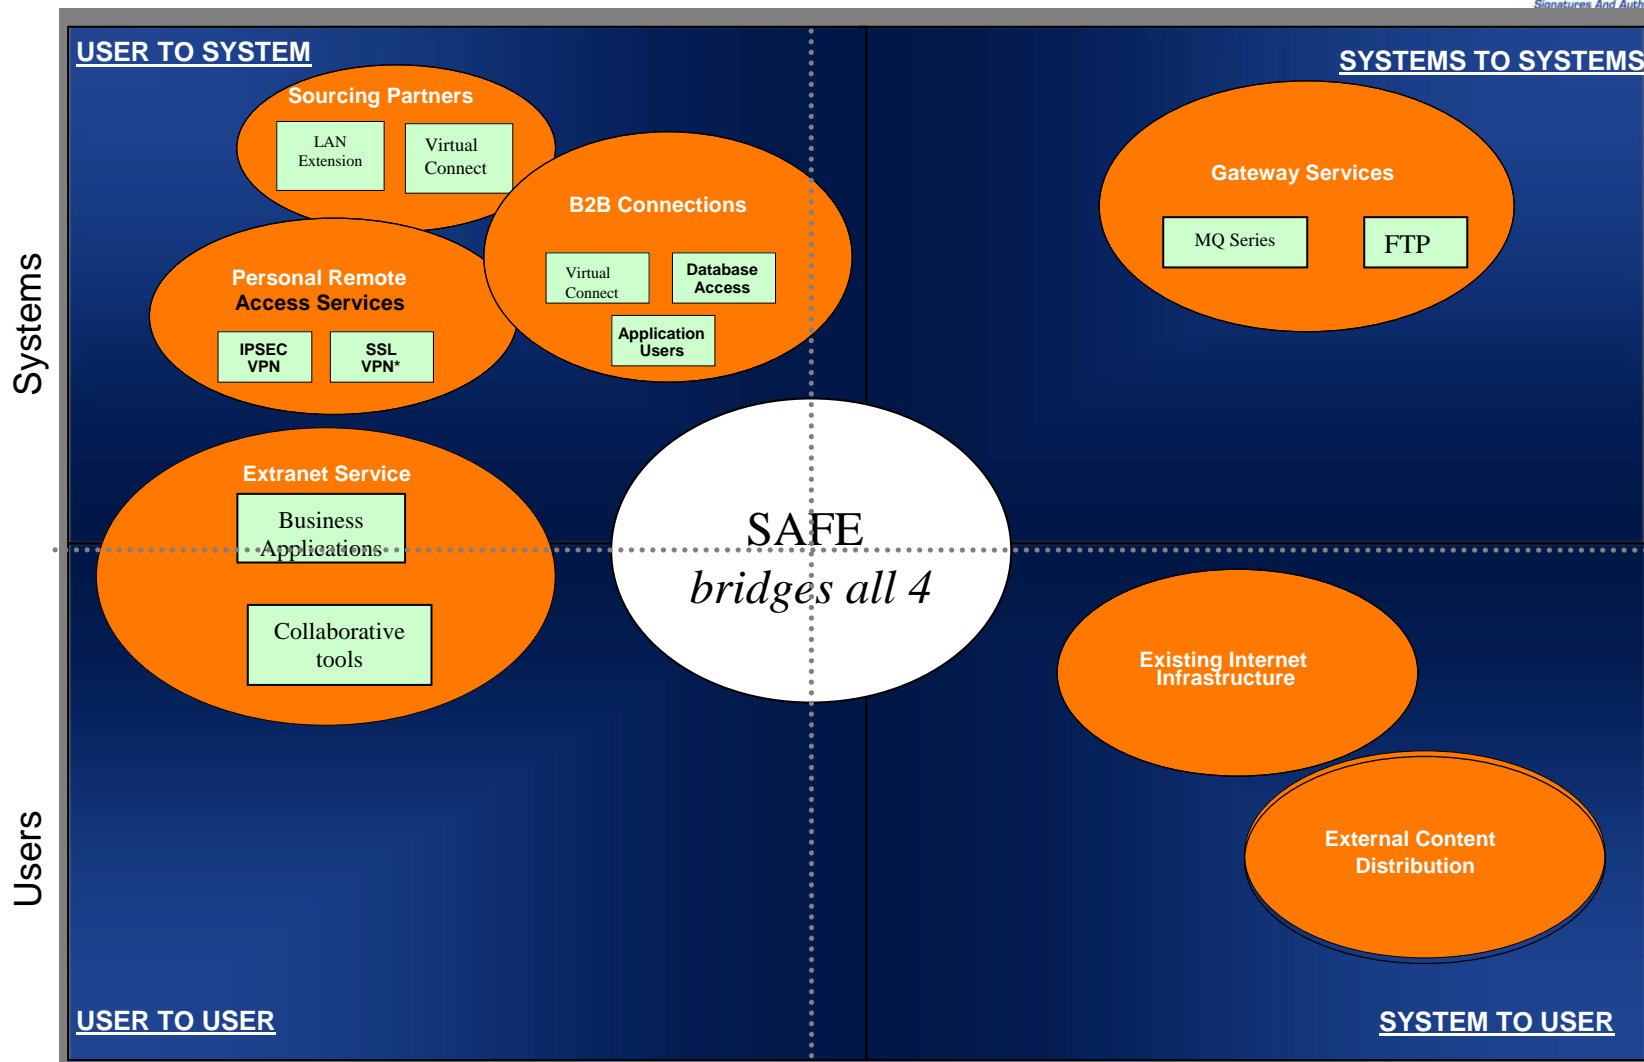 Signatures And Auth
USER TO SYSTEM
SYSTEMS TO SYSTEMS
Sourcing Partners
LAN
Extension
Virtual
Connect
B2B Connections
Virtual
Connect
Database
Access
Application
Users
Gateway Services
MQ Series
FTP
Personal Remote
Access Services
IPSEC
VPN
SSL
VPN*
Systems
Extranet Service
Business
Applications
Collaborative
tools
SAFE
bridges all 4
Existing Internet
Infrastructure
External Content
Distribution
Users
USER TO USER
SYSTEM TO USER